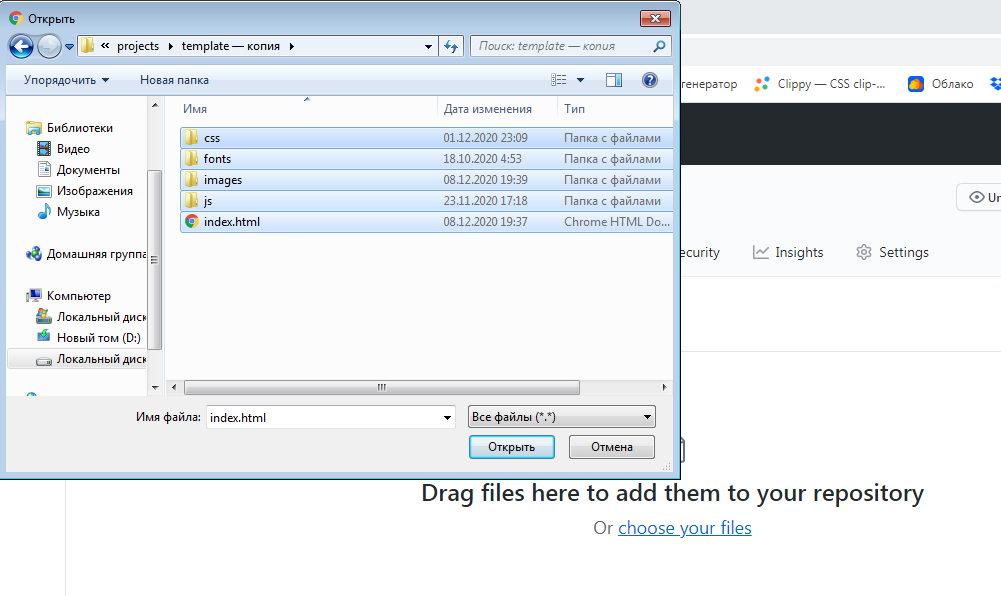 Открыть
« projects template — копия
Поиск: template — копия
Упорядочить Новая папка
Имя Дата изменения Тип
css 01.12.2020 23:09 Папка с файлами
fonts 18.10.2020 4:53 Папка с файлами
images 08.12.2020 19:39 Папка с файлами
js 23.11.2020 17:18 Папка с файлами
index.html 08.12.2020 19:37 Chrome HTML Do...
Библиотеки
Видео
Документы
Изображения
Музыка
Домашняя группа
Компьютер
Локальный диск
Новый том (D:)
Локальный диск
Имя файла: index.html Все файлы (*.*)
Открыть Отмена
генератор Clippy — CSS clip-... Облако
Un
ecurity Insights Settings
Drag files here to add them to your repository
Or choose your files